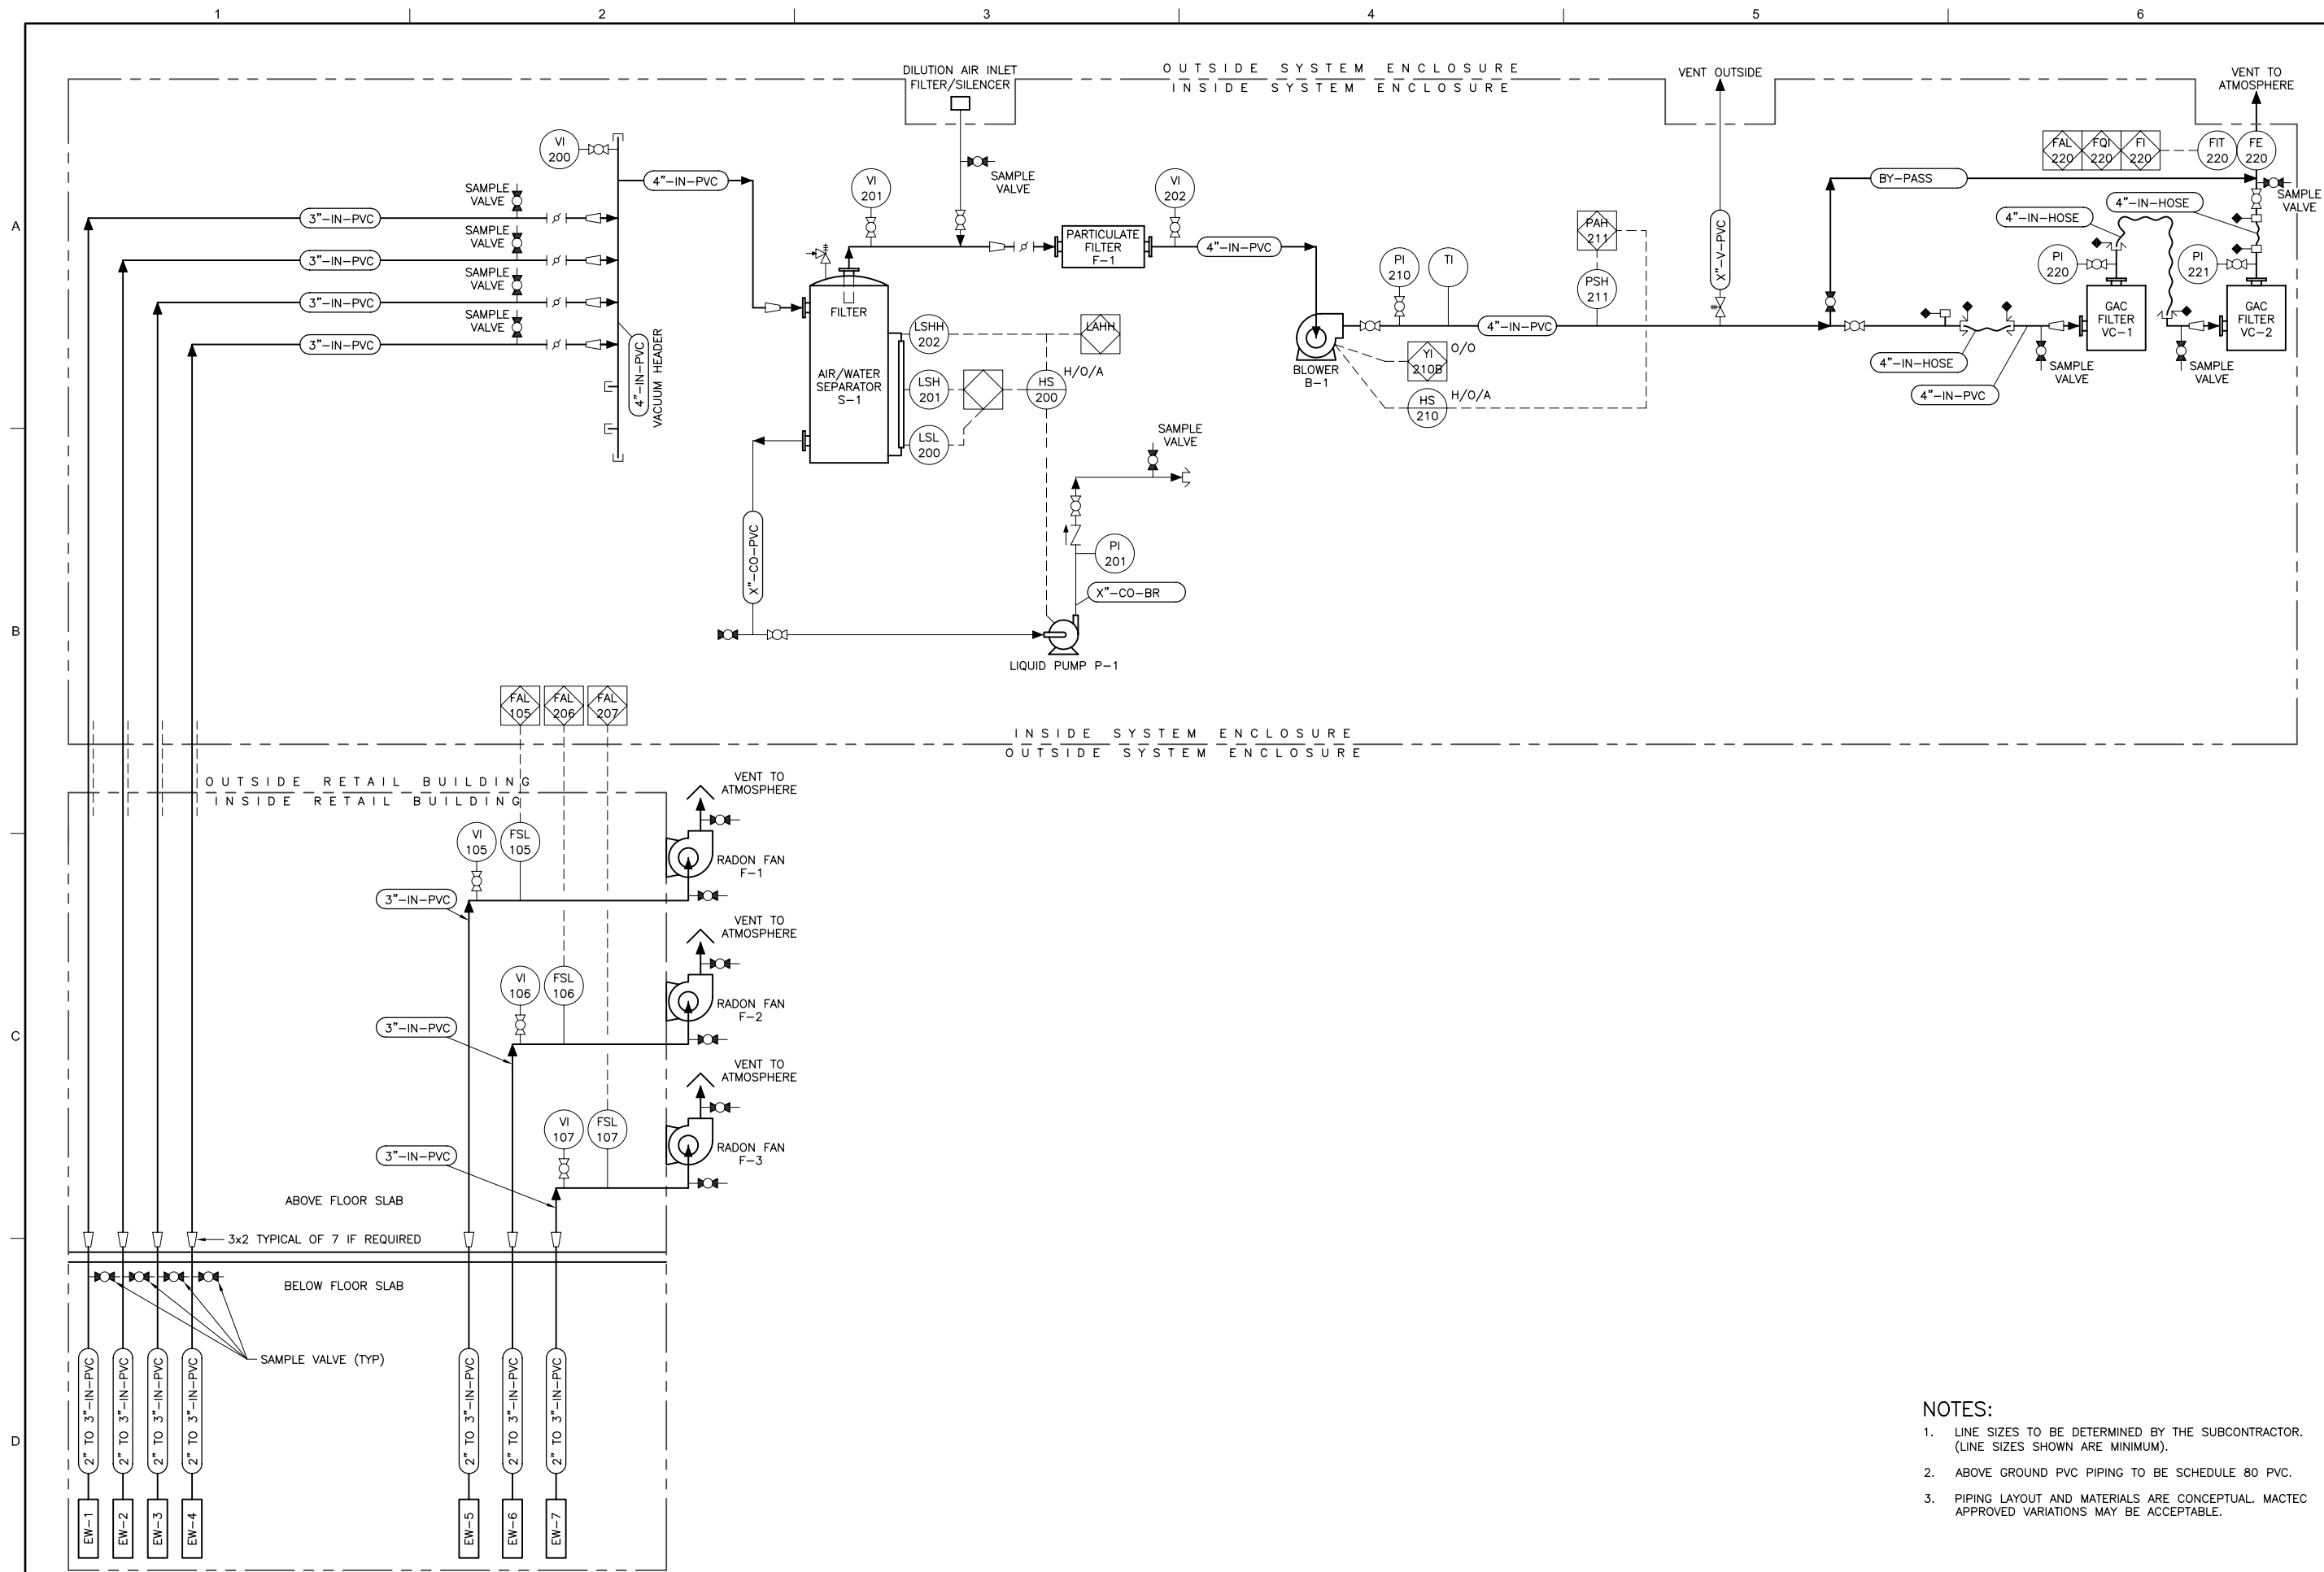 1
2
3
4
5
6
A
B
C
D
OUTSIDE SYSTEM ENCLOSURE
INSIDE SYSTEM ENCLOSURE
DILUTION AIR INLET
FILTER/SILENCER
VENT OUTSIDE
VENT TO
ATMOSPHERE
VI
200
SAMPLE
VALVE
SAMPLE
VALVE
SAMPLE
VALVE
SAMPLE
VALVE
3"-IN-PVC
3"-IN-PVC
3"-IN-PVC
3"-IN-PVC
4"-IN-PVC
4"-IN-PVC
VACUUM HEADER
VI
201
SAMPLE
VALVE
VI
202
PARTICULATE
FILTER
F-1
4"-IN-PVC
FILTER
AIR/WATER
SEPARATOR
S-1
LSHH
202
LAHH
LSH
201
HS
200
H/O/A
LSL
200
X"-CO-PVC
SAMPLE
VALVE
PI
201
X"-CO-BR
LIQUID PUMP P-1
BLOWER
B-1
PI
210
TI
4"-IN-PVC
YI
210B
O/O
HS
210
H/O/A
PAH
211
PSH
211
X"-V-PVC
BY-PASS
FAL
220
FQI
220
FI
220
FIT
220
FE
220
SAMPLE
VALVE
4"-IN-HOSE
4"-IN-HOSE
PI
220
PI
221
GAC
FILTER
VC-1
GAC
FILTER
VC-2
4"-IN-HOSE
4"-IN-PVC
SAMPLE
VALVE
SAMPLE
VALVE
INSIDE SYSTEM ENCLOSURE
OUTSIDE SYSTEM ENCLOSURE
FAL
105
FAL
206
FAL
207
OUTSIDE RETAIL BUILDING
INSIDE RETAIL BUILDING
VI
105
FSL
105
3"-IN-PVC
VENT TO
ATMOSPHERE
RADON FAN
F-1
VI
106
FSL
106
3"-IN-PVC
VENT TO
ATMOSPHERE
RADON FAN
F-2
VI
107
FSL
107
3"-IN-PVC
VENT TO
ATMOSPHERE
RADON FAN
F-3
ABOVE FLOOR SLAB
3x2 TYPICAL OF 7 IF REQUIRED
BELOW FLOOR SLAB
SAMPLE VALVE (TYP)
2" TO 3"-IN-PVC
2" TO 3"-IN-PVC
2" TO 3"-IN-PVC
2" TO 3"-IN-PVC
2" TO 3"-IN-PVC
2" TO 3"-IN-PVC
2" TO 3"-IN-PVC
EW-1
EW-2
EW-3
EW-4
EW-5
EW-6
EW-7
NOTES:
1. LINE SIZES TO BE DETERMINED BY THE SUBCONTRACTOR.
(LINE SIZES SHOWN ARE MINIMUM).
2. ABOVE GROUND PVC PIPING TO BE SCHEDULE 80 PVC.
3. PIPING LAYOUT AND MATERIALS ARE CONCEPTUAL. MACTEC
APPROVED VARIATIONS MAY BE ACCEPTABLE.